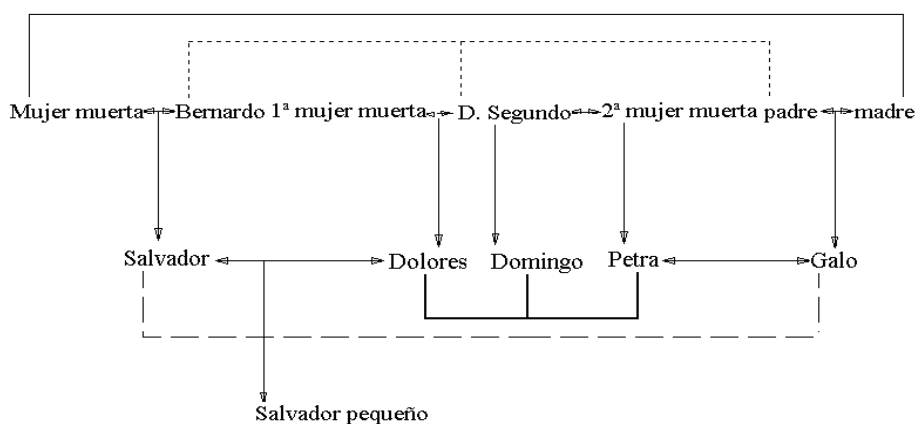 Mujer muerta Bernardo 1ª mujer muerta D. Segundo 2ª mujer muerta padre madre
Salvador Dolores Domingo Petra Galo
Salvador pequeño